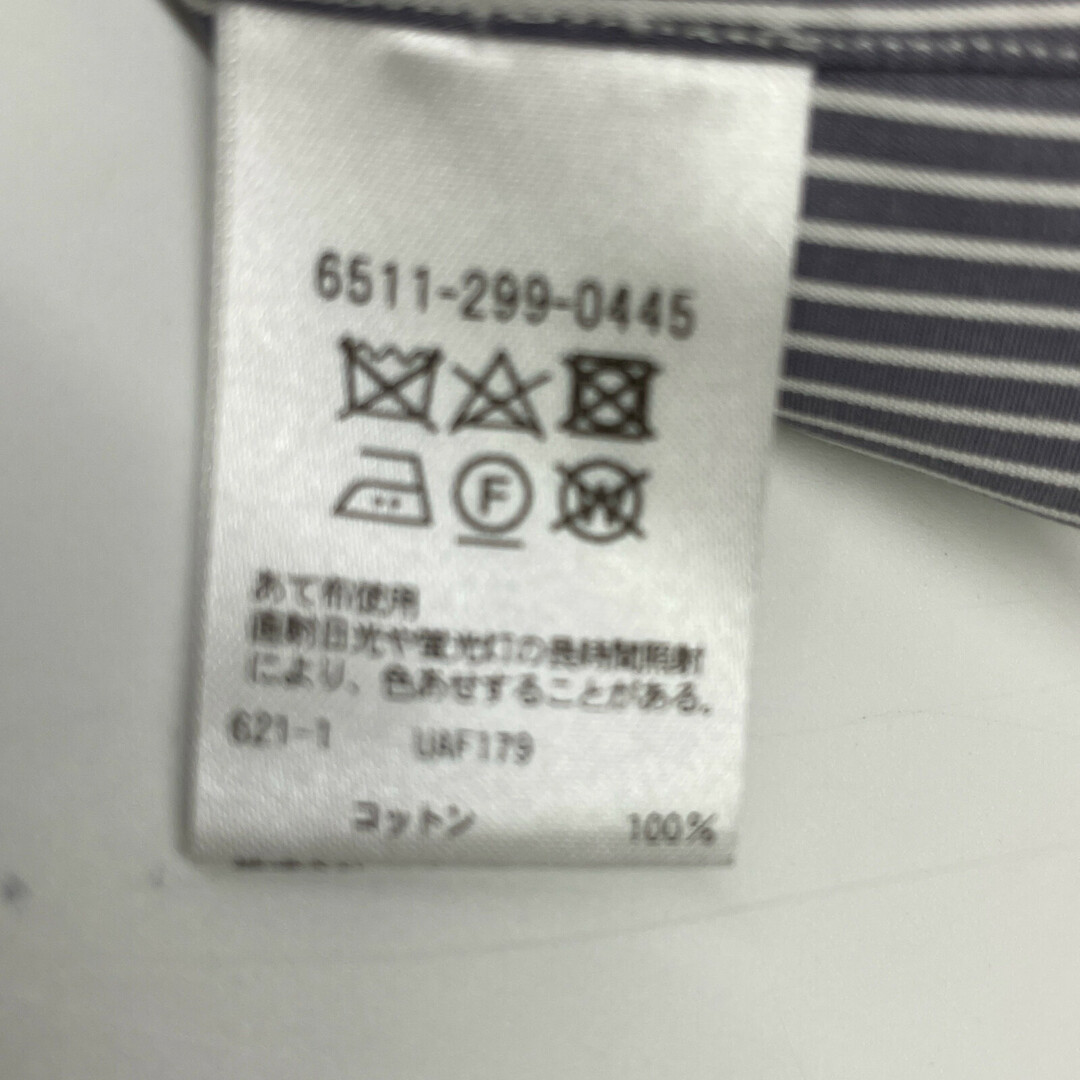 6511-299-0445
F W
あて布使用
直射日光や蛍光灯の長時間照射
により、色あせすることがある。
621-1 UAF179
コットン 100%